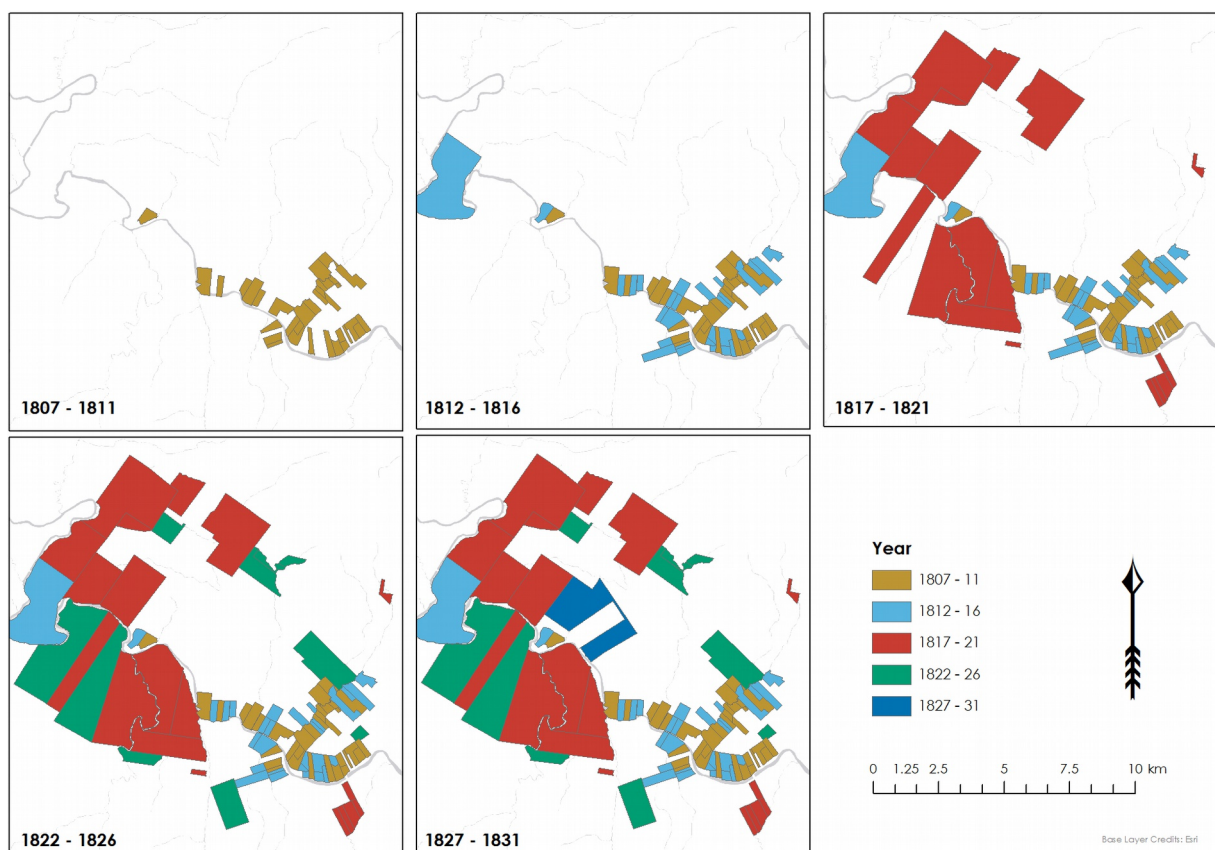 1807 - 1811
1812 - 1816
1817 - 1821
1822 - 1826
1827 - 1831
Year
1807 - 11
1812 - 16
1817 - 21
1822 - 26
1827 - 31
0 1.25 2.5 5 7.5 10 km
Base Layer Credits: Esri